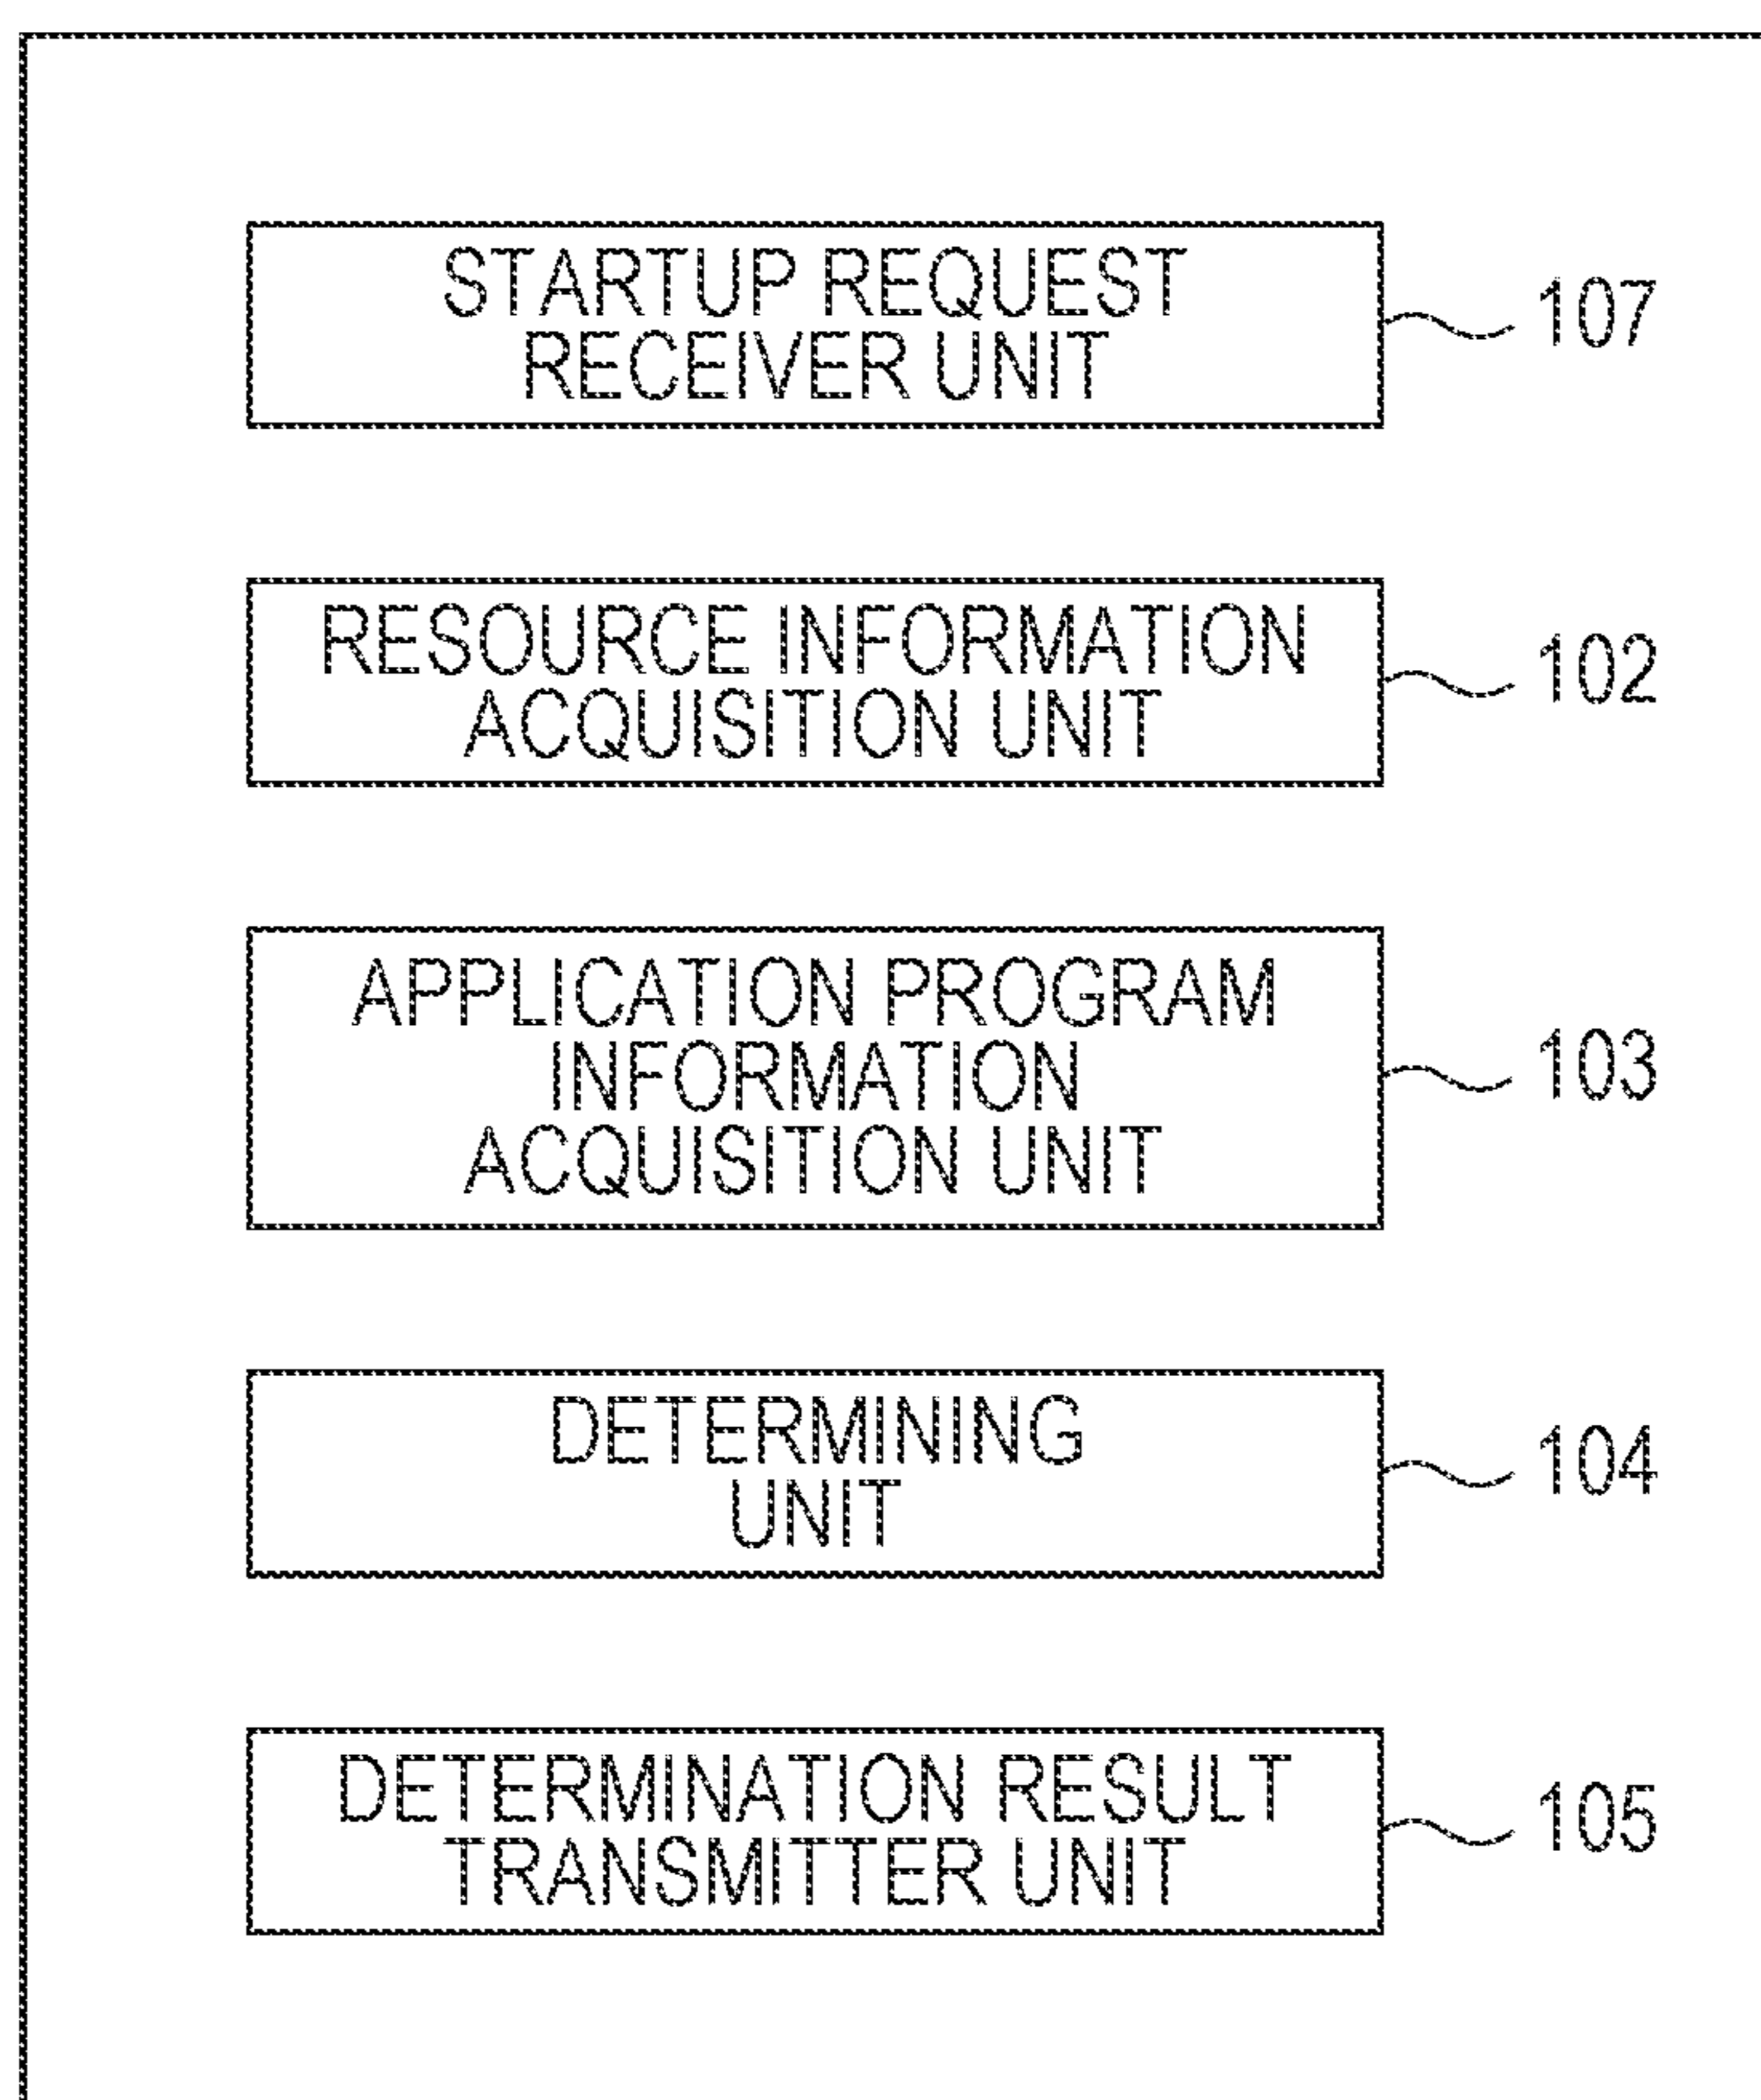 STARTUP REQUEST
RECEIVER UNIT
107
RESOURCE INFORMATION
ACQUISITION UNIT
102
APPLICATION PROGRAM
INFORMATION
ACQUISITION UNIT
103
DETERMINING
UNIT
104
DETERMINATION RESULT
TRANSMITTER UNIT
105